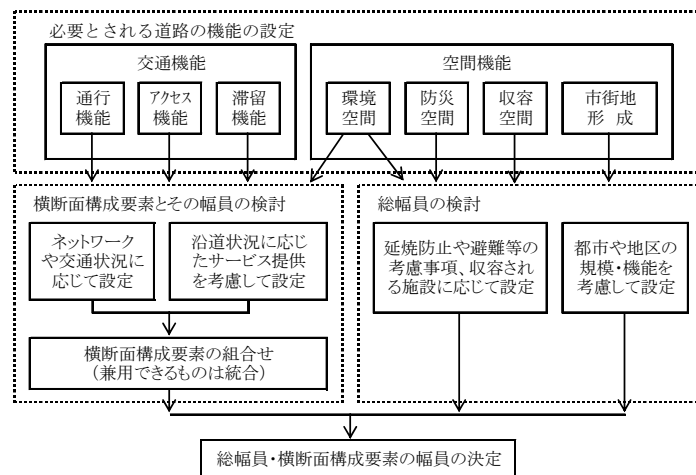 必要とされる道路の機能の設定
交通機能
空間機能
通行
機能
アクセス
機能
滞留
機能
環境
空間
防災
空間
収容
空間
市街地
形 成
横断面構成要素とその幅員の検討
総幅員の検討
ネットワーク
や交通状況に
応じて設定
沿道状況に応じ
たサービス提供
を考慮して設定
延焼防止や避難等の
考慮事項、収容され
る施設に応じて設定
都市や地区の
規模・機能を
考慮して設定
横断面構成要素の組合せ
（兼用できるものは統合）
総幅員・横断面構成要素の幅員の決定